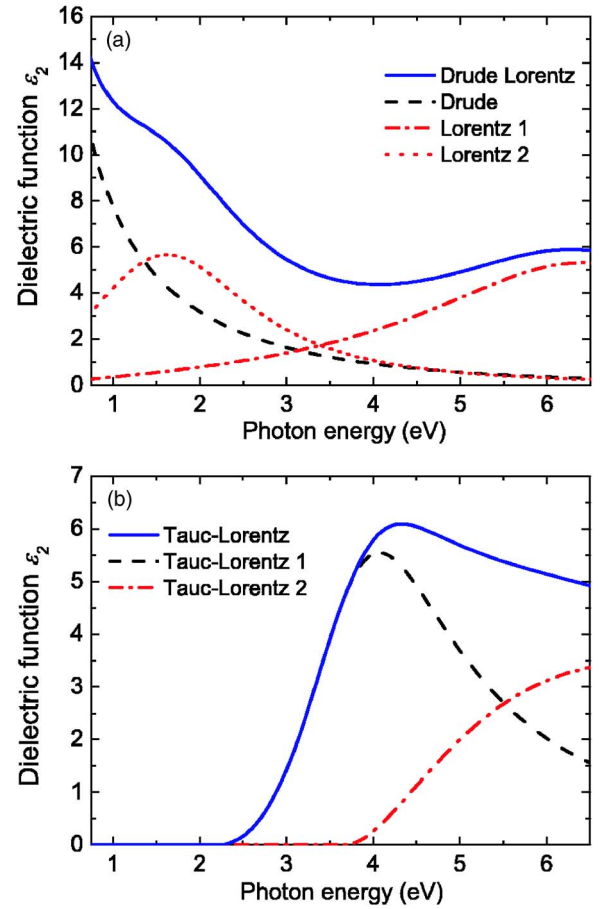 (a)
Drude Lorentz
Drude
Lorentz 1
Lorentz 2
Dielectric function ε₂
16
14
12
10
8
6
4
2
0
1 2 3 4 5 6
Photon energy (eV)
(b)
Tauc-Lorentz
Tauc-Lorentz 1
Tauc-Lorentz 2
Dielectric function ε₂
7
6
5
4
3
2
1
0
1 2 3 4 5 6
Photon energy (eV)